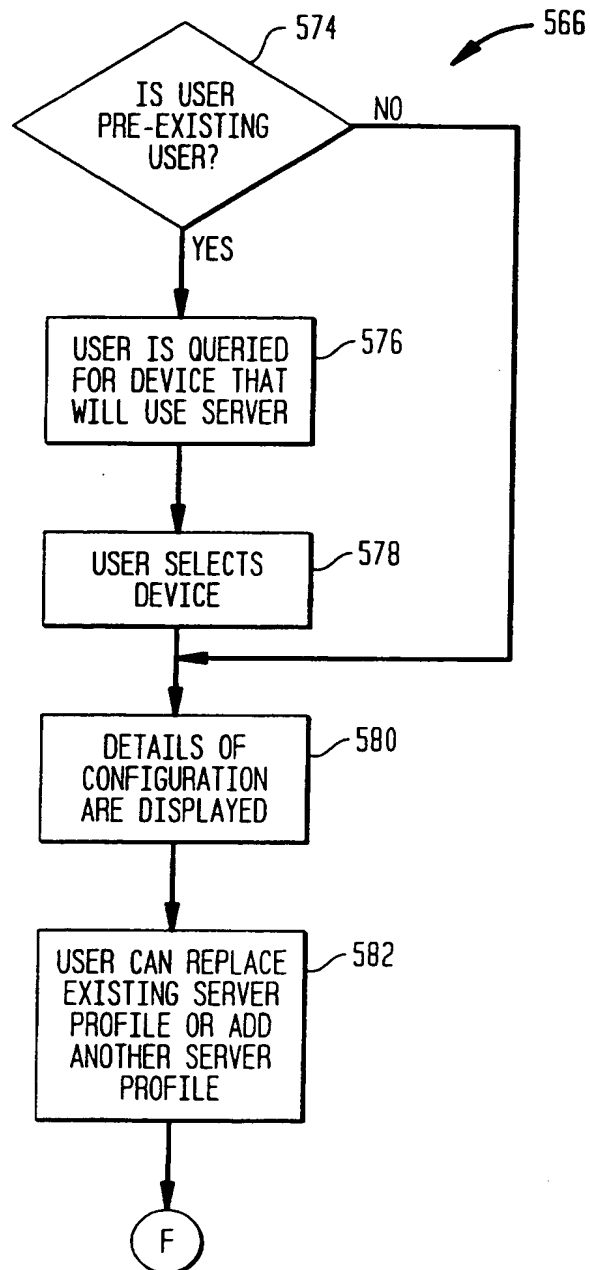 574
566
IS USER
PRE-EXISTING
USER?
NO
YES
USER IS QUERIED
FOR DEVICE THAT
WILL USE SERVER
576
USER SELECTS
DEVICE
578
DETAILS OF
CONFIGURATION
ARE DISPLAYED
580
USER CAN REPLACE
EXISTING SERVER
PROFILE OR ADD
ANOTHER SERVER
PROFILE
582
F